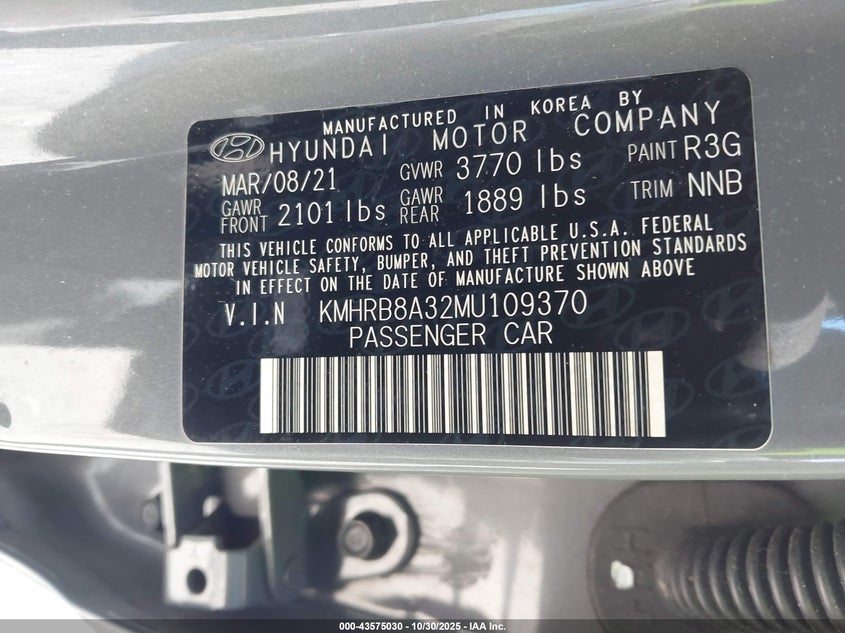 MANUFACTURED IN KOREA BY
HYUNDAI MOTOR COMPANY
MAR/08/21 GVWR 3770 lbs PAINT R3G
GAWR FRONT 2101 lbs GAWR REAR 1889 lbs TRIM NNB
THIS VEHICLE CONFORMS TO ALL APPLICABLE U.S.A. FEDERAL
MOTOR VEHICLE SAFETY, BUMPER, AND THEFT PREVENTION STANDARDS
IN EFFECT ON THE DATE OF MANUFACTURE SHOWN ABOVE
V.I.N KMHRB8A32MU109370
PASSENGER CAR
000-43575030 - 10/30/2025 - IAA Inc.